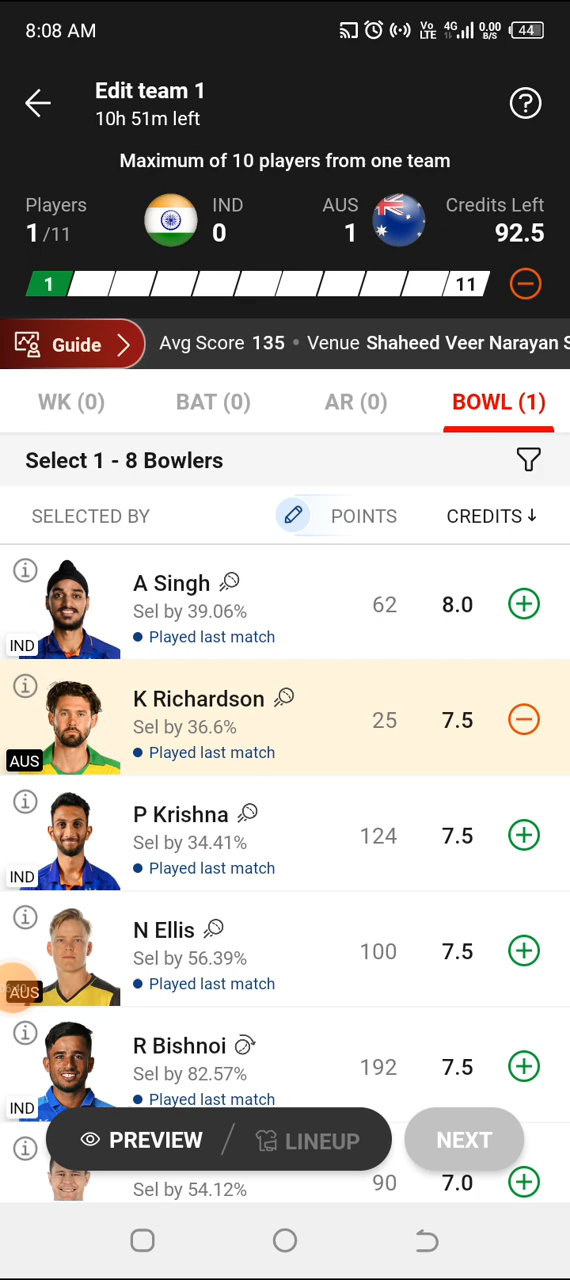 8:08 AM
Vo LTE 4G 0.00 B/S 44
Edit team 1
10h 51m left
Maximum of 10 players from one team
Players IND AUS Credits Left
1 /11 0 1 92.5
1 11
Guide Avg Score 135 • Venue Shaheed Veer Narayan S
WK (0) BAT (0) AR (0) BOWL (1)
Select 1 - 8 Bowlers
SELECTED BY POINTS CREDITS ↓
A Singh
Sel by 39.06% 62 8.0
IND • Played last match
K Richardson
Sel by 36.6% 25 7.5
AUS • Played last match
P Krishna
Sel by 34.41% 124 7.5
IND • Played last match
N Ellis
Sel by 56.39% 100 7.5
AUS • Played last match
R Bishnoi
Sel by 82.57% 192 7.5
IND • Played last match
PREVIEW / LINEUP NEXT
Sel by 54.12% 90 7.0